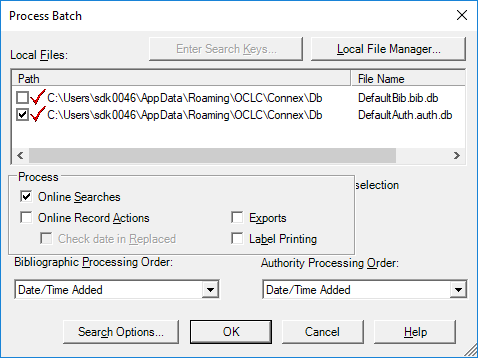 Process Batch
Local Files:
Enter Search Keys...
Local File Manager...
Path File Name
C:\Users\sdk0046\AppData\Roaming\OCLC\Connex\Db DefaultBib.bib.db
C:\Users\sdk0046\AppData\Roaming\OCLC\Connex\Db DefaultAuth.auth.db
Process
selection
Online Searches
Online Record Actions
Exports
Check date in Replaced
Label Printing
Bibliographic Processing Order:
Authority Processing Order:
Date/Time Added
Date/Time Added
Search Options...
OK
Cancel
Help